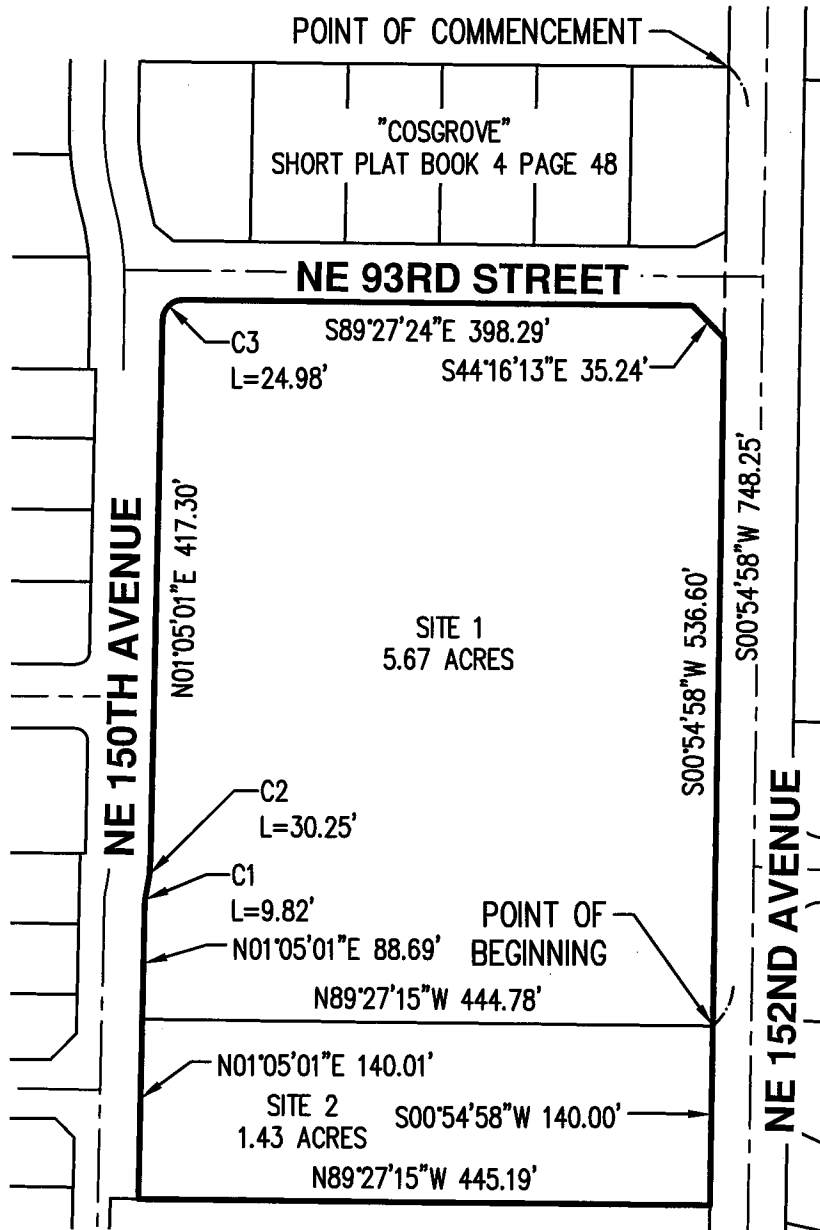 POINT OF COMMENCEMENT
"COSGROVE"
SHORT PLAT BOOK 4 PAGE 48
NE 93RD STREET
S89°27'24"E 398.29'
C3
L=24.98'
S44°16'13"E 35.24'
N01°05'01"E 417.30'
NE 150TH AVENUE
SITE 1
5.67 ACRES
S00°54'58"W 536.60'
S00°54'58"W 748.25'
C2
L=30.25'
C1
L=9.82'
N01°05'01"E 88.69'
POINT OF
BEGINNING
N89°27'15"W 444.78'
NE 152ND AVENUE
N01°05'01"E 140.01'
SITE 2
1.43 ACRES
S00°54'58"W 140.00'
N89°27'15"W 445.19'